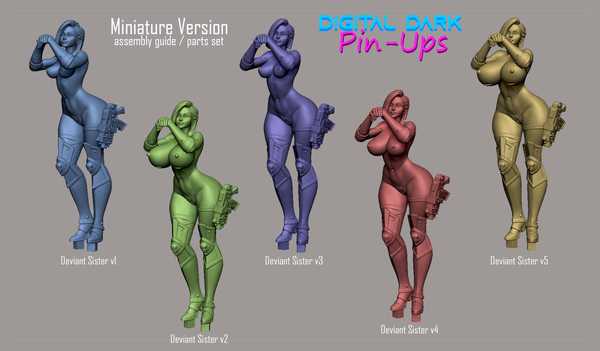 Miniature Version
assembly guide / parts set
DIGITAL DARK
Pin-Ups
Deviant Sister v1
Deviant Sister v2
Deviant Sister v3
Deviant Sister v4
Deviant Sister v5